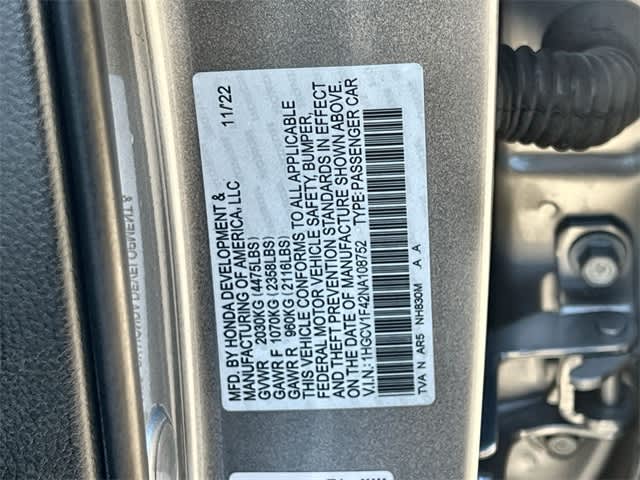 MFD. BY HONDA DEVELOPMENT & 11/22
MANUFACTURING OF AMERICA, LLC
GVWR 2030KG (4475LBS)
GAWR F 1070KG (2358LBS)
GAWR R 960KG (2116LBS)
THIS VEHICLE CONFORMS TO ALL APPLICABLE
FEDERAL MOTOR VEHICLE SAFETY, BUMPER,
AND THEFT PREVENTION STANDARDS IN EFFECT
ON THE DATE OF MANUFACTURE SHOWN ABOVE.
V.I.N.: 1HGCV1F42NA108752 TYPE: PASSENGER CAR
TVA N AR5 NH830M A A